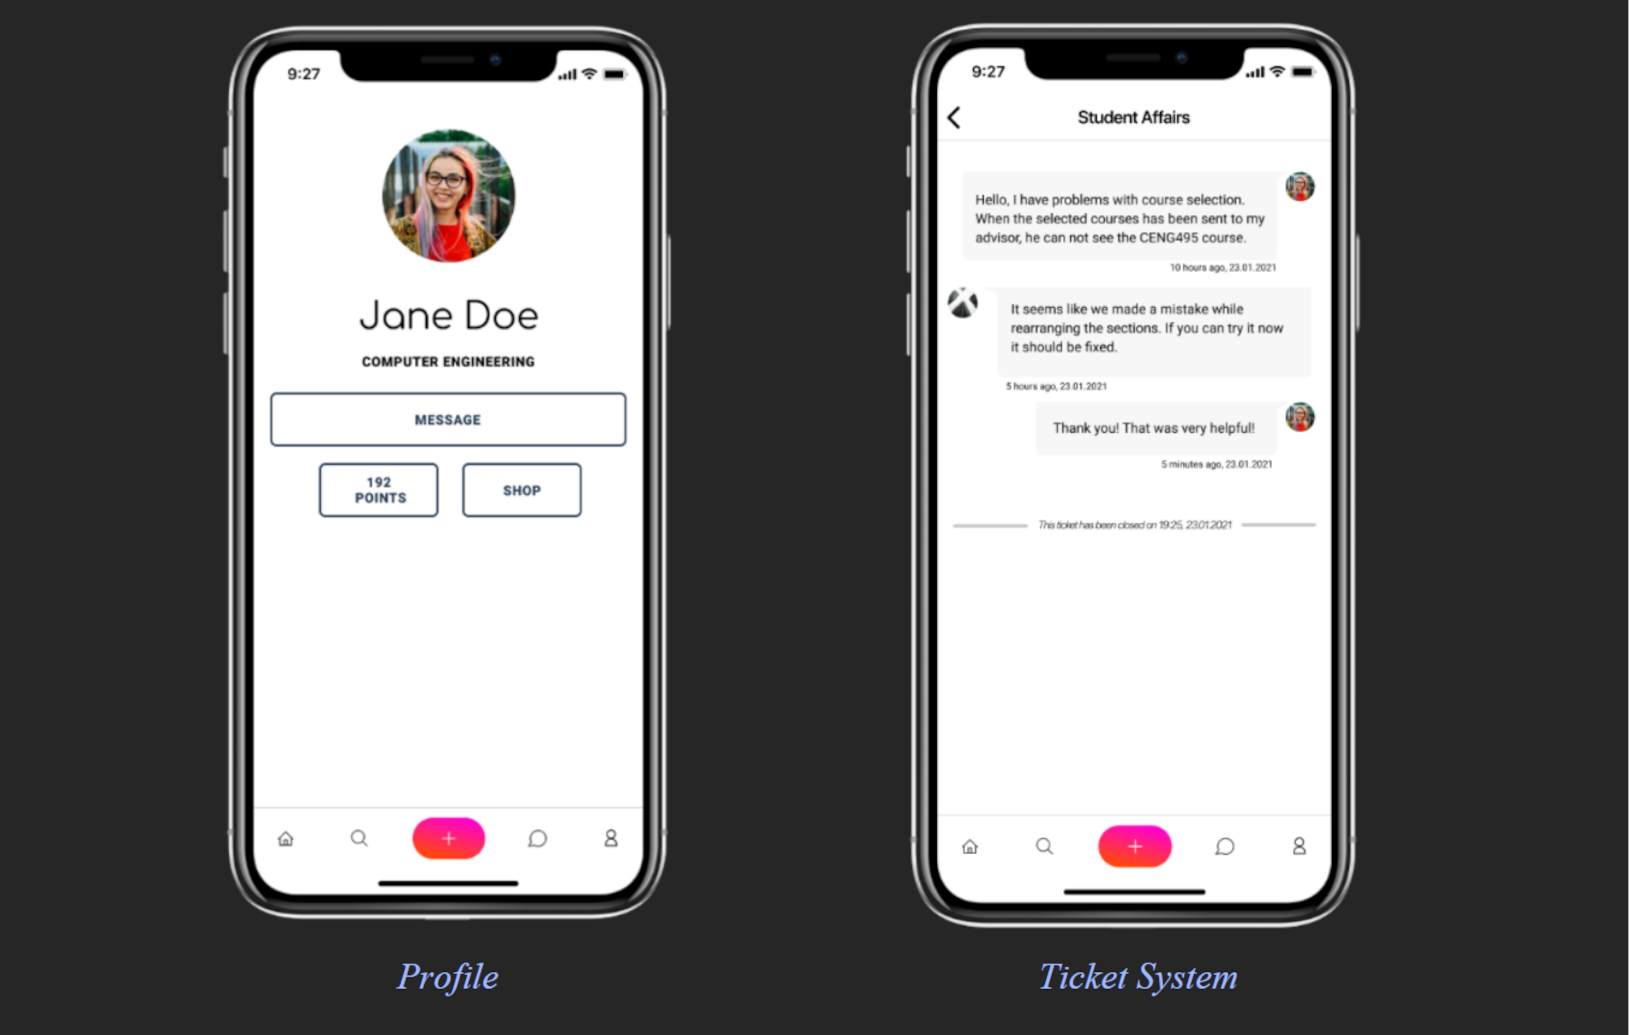 9:27
Jane Doe
COMPUTER ENGINEERING
MESSAGE
192
POINTS
SHOP
Profile
9:27
Student Affairs
Hello, I have problems with course selection.
When the selected courses has been sent to my
advisor, he can not see the CENG495 course.
10 hours ago, 23.01.2021
It seems like we made a mistake while
rearranging the sections. If you can try it now
it should be fixed.
5 hours ago, 23.01.2021
Thank you! That was very helpful!
5 minutes ago, 23.01.2021
This ticket has been closed on 19:25, 23.01.2021
Ticket System